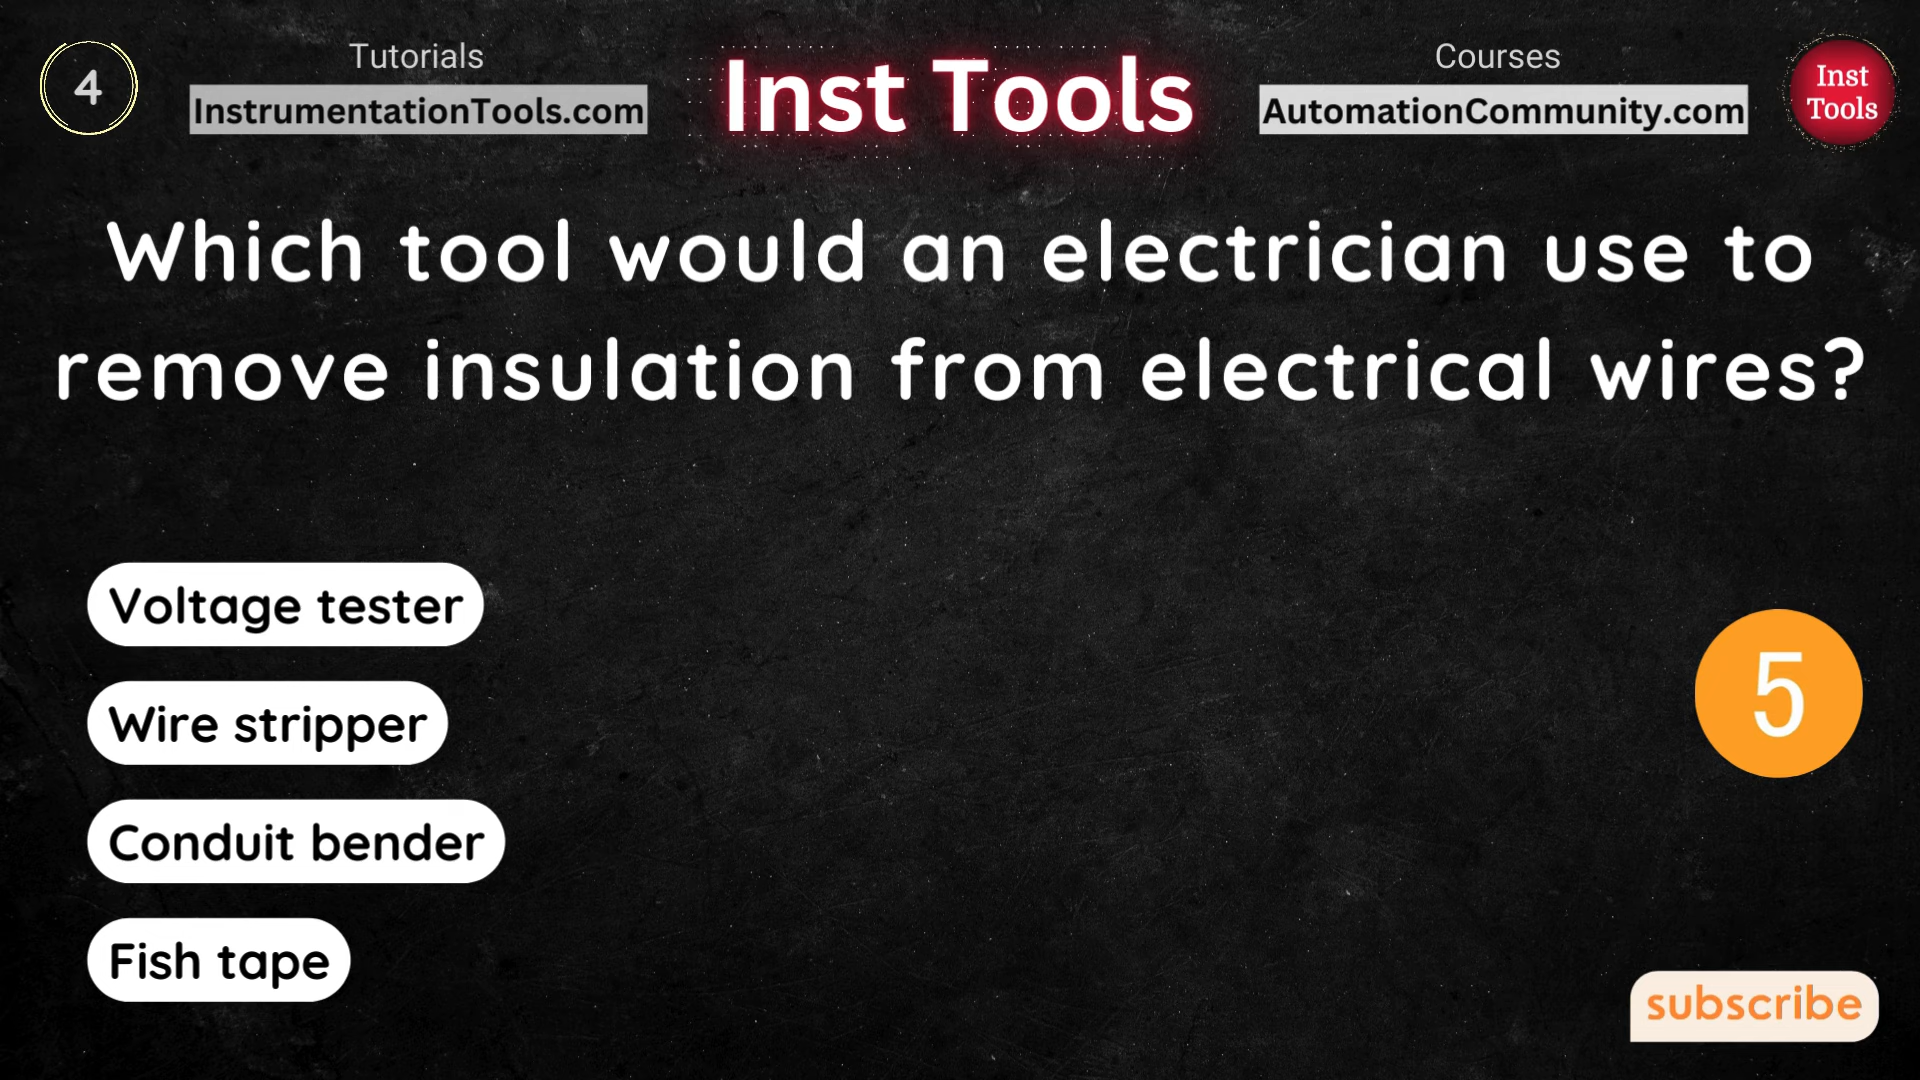 4
Tutorials
InstrumentationTools.com
Inst Tools
Courses
AutomationCommunity.com
Inst
Tools
Which tool would an electrician use to
remove insulation from electrical wires?
Voltage tester
Wire stripper
Conduit bender
Fish tape
5
subscribe